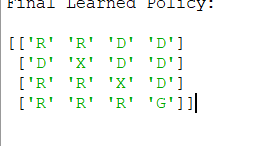 Final Learned Policy:
[['R' 'R' 'D' 'D']
['D' 'X' 'D' 'D']
['R' 'R' 'X' 'D']
['R' 'R' 'R' 'G']]